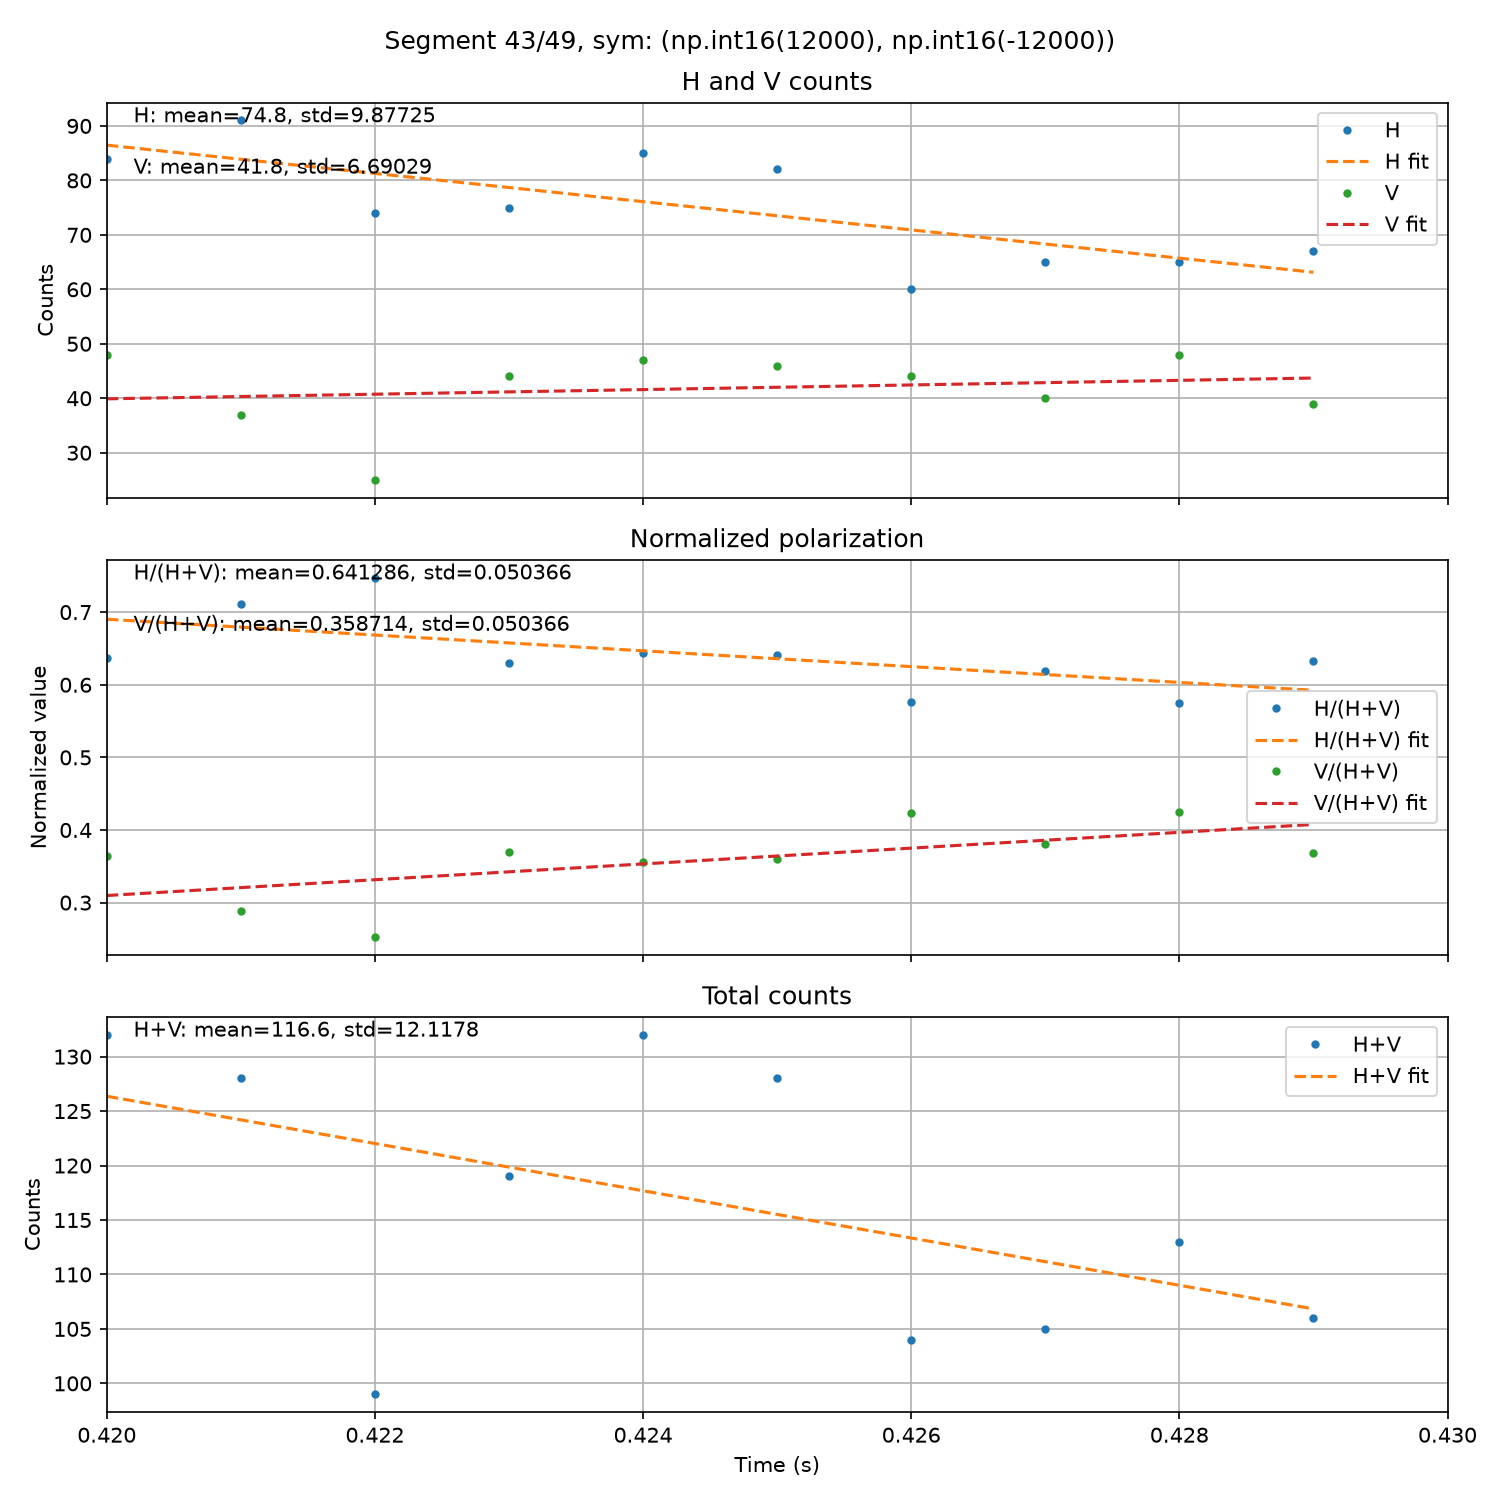 Segment 43/49, sym: (np.int16(12000), np.int16(-12000))
H and V counts
H: mean=74.8, std=9.87725
V: mean=41.8, std=6.69029
H
H fit
V
V fit
90
80
70
60
50
40
30
Counts
Normalized polarization
H/(H+V): mean=0.641286, std=0.050366
V/(H+V): mean=0.358714, std=0.050366
H/(H+V)
H/(H+V) fit
V/(H+V)
V/(H+V) fit
0.7
0.6
0.5
0.4
0.3
Normalized value
Total counts
H+V: mean=116.6, std=12.1178
H+V
H+V fit
130
125
120
115
110
105
100
Counts
0.420 0.422 0.424 0.426 0.428 0.430
Time (s)